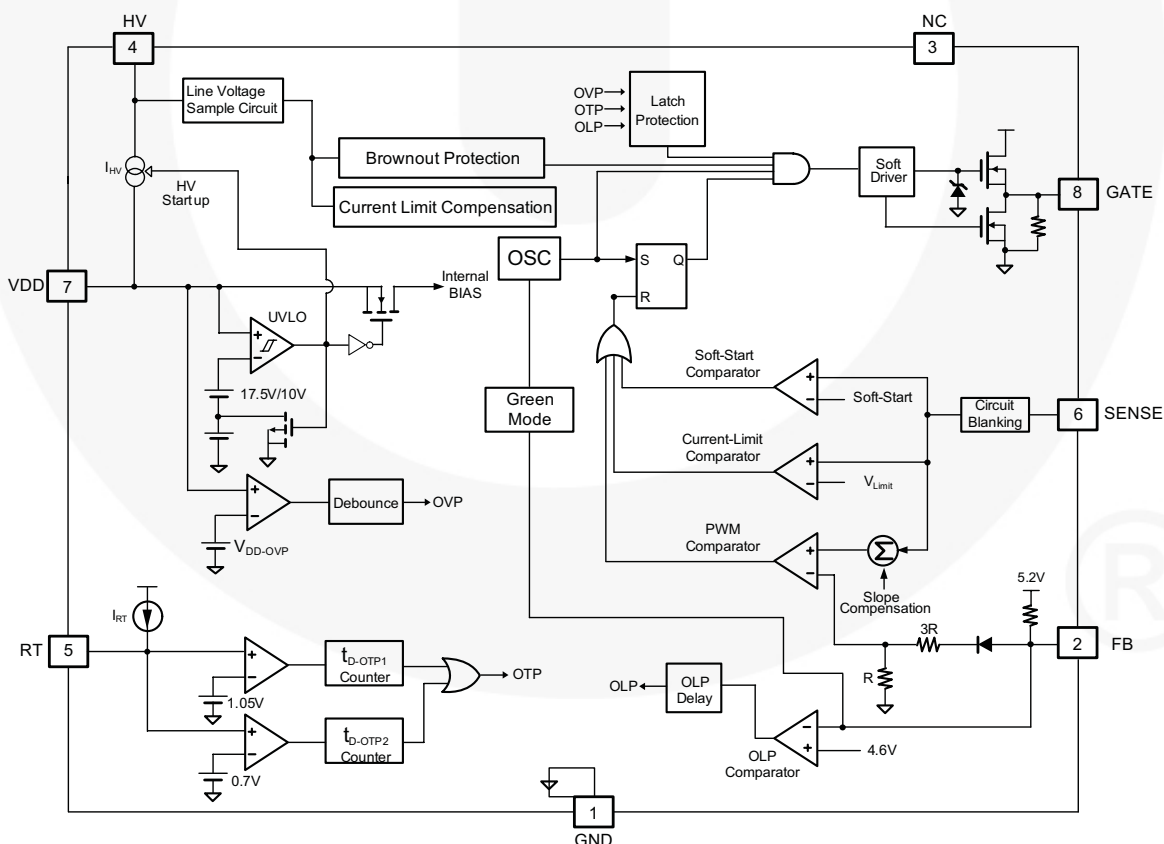 HV
4
NC
3
Line Voltage
Sample Circuit
OVP
OTP
OLP
Latch
Protection
Brownout Protection
Current Limit Compensation
Soft
Driver
IHV
HV
Startup
8
GATE
OSC
S
Q
R
Internal
BIAS
VDD
7
UVLO
+
−
17.5V/10V
Green
Mode
Soft-Start
Comparator
+
−
Soft-Start
Circuit
Blanking
6
SENSE
Current-Limit
Comparator
+
−
VLimit
+
−
Debounce
OVP
VDD-OVP
PWM
Comparator
+
−
Σ
Slope
Compensation
5.2V
IRT
RT
5
3R
2
FB
R
+
−
1.05V
tD-OTP1
Counter
OTP
+
−
0.7V
tD-OTP2
Counter
OLP
OLP
Delay
−
+
4.6V
OLP
Comparator
1
GND
®